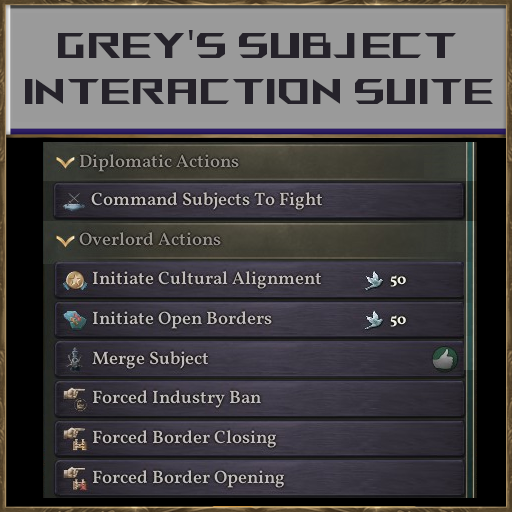 GREY'S SUBJECT
INTERACTION SUITE
Diplomatic Actions
Command Subjects To Fight
Overlord Actions
Initiate Cultural Alignment 50
Initiate Open Borders 50
Merge Subject
Forced Industry Ban
Forced Border Closing
Forced Border Opening